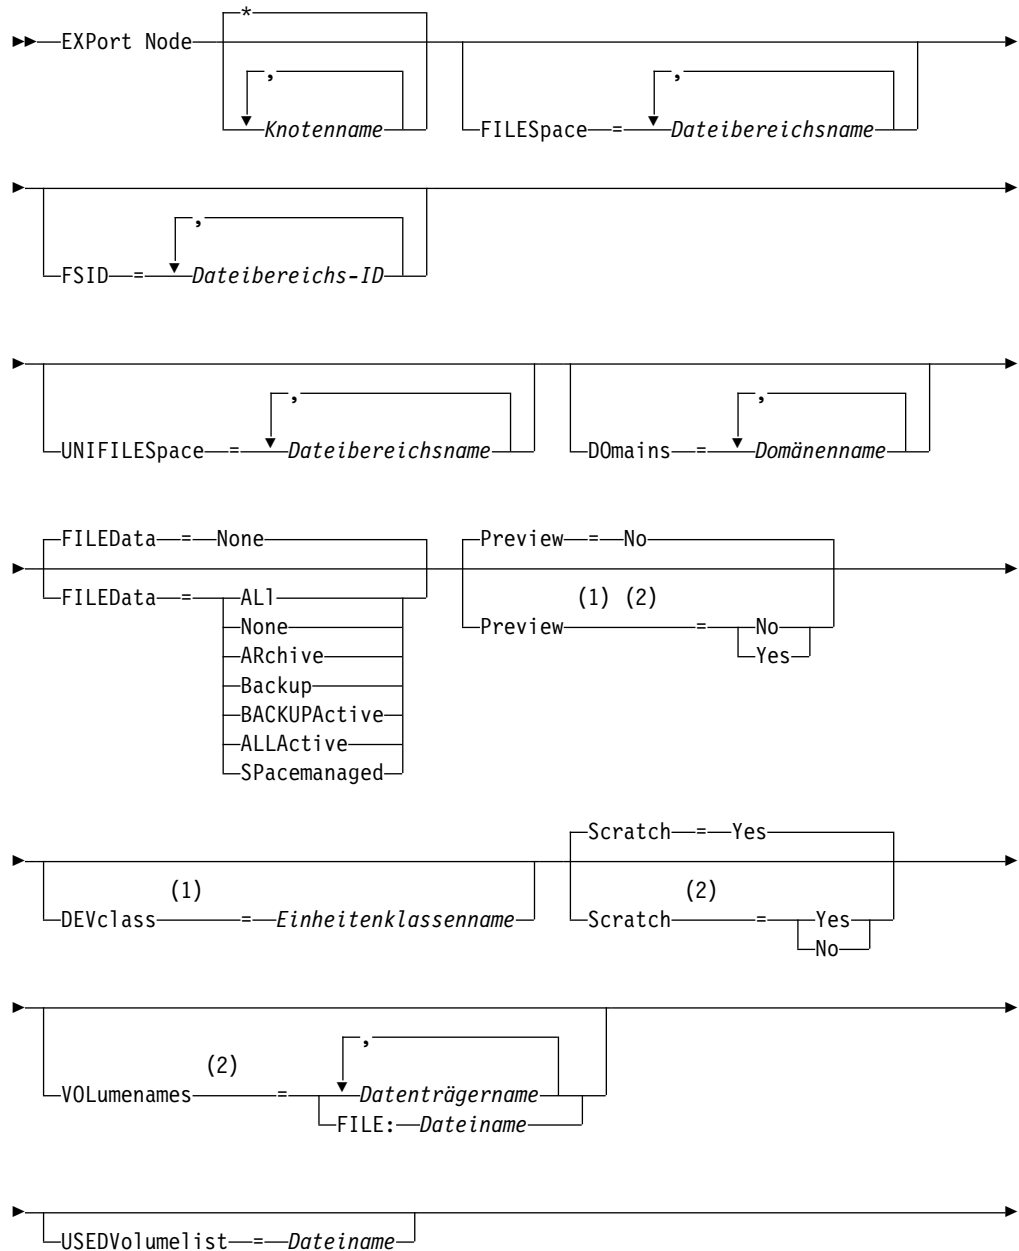 *
EXPort Node
,
Knotenname
,
FILESpace = Dateibereichsname
,
FSID = Dateibereichs-ID
,
UNIFILESpace = Dateibereichsname
,
DOmains = Domänenname
FILEData = None
FILEData = ALl
None
ARchive
Backup
BACKUPActive
ALLActive
SPacemanaged
Preview = No
(1) (2)
Preview = No
Yes
(1)
DEVclass = Einheitenklassenname
Scratch = Yes
(2)
Scratch = Yes
No
,
(2)
VOLumenames = Datenträgername
FILE: Dateiname
USEDVolumelist = Dateiname